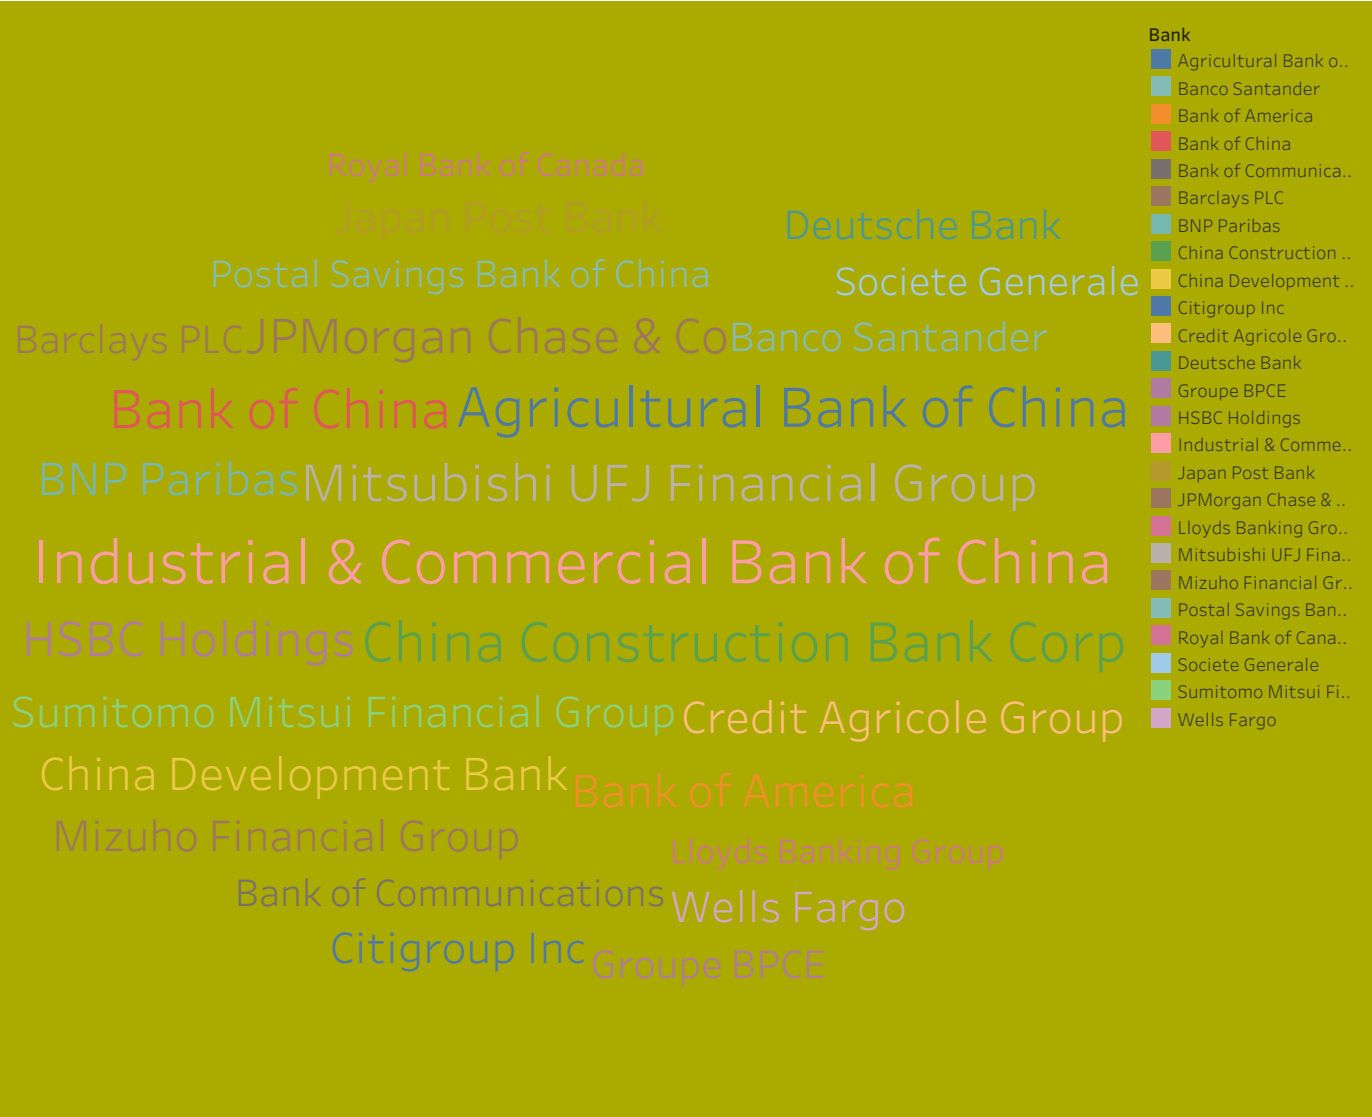 Royal Bank of Canada
Japan Post Bank
Deutsche Bank
Postal Savings Bank of China
Societe Generale
Barclays PLC JPMorgan Chase & Co Banco Santander
Bank of China Agricultural Bank of China
BNP Paribas Mitsubishi UFJ Financial Group
Industrial & Commercial Bank of China
HSBC Holdings China Construction Bank Corp
Sumitomo Mitsui Financial Group Credit Agricole Group
China Development Bank Bank of America
Mizuho Financial Group
Lloyds Banking Group
Bank of Communications Wells Fargo
Citigroup Inc Groupe BPCE
Bank
Agricultural Bank o..
Banco Santander
Bank of America
Bank of China
Bank of Communica..
Barclays PLC
BNP Paribas
China Construction ..
China Development ..
Citigroup Inc
Credit Agricole Gro..
Deutsche Bank
Groupe BPCE
HSBC Holdings
Industrial & Comme..
Japan Post Bank
JPMorgan Chase & ..
Lloyds Banking Gro..
Mitsubishi UFJ Fina..
Mizuho Financial Gr..
Postal Savings Ban..
Royal Bank of Cana..
Societe Generale
Sumitomo Mitsui Fi..
Wells Fargo